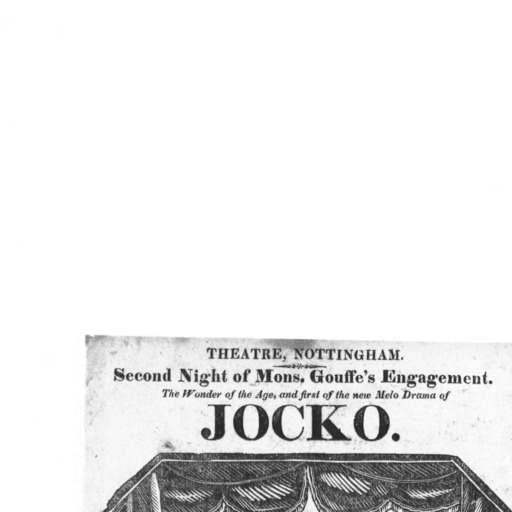 THEATRE, NOTTINGHAM.
Second Night of Mons. Gouffe's Engagement.
The Wonder of the Age, and first of the new Melo Drama of
JOCKO.